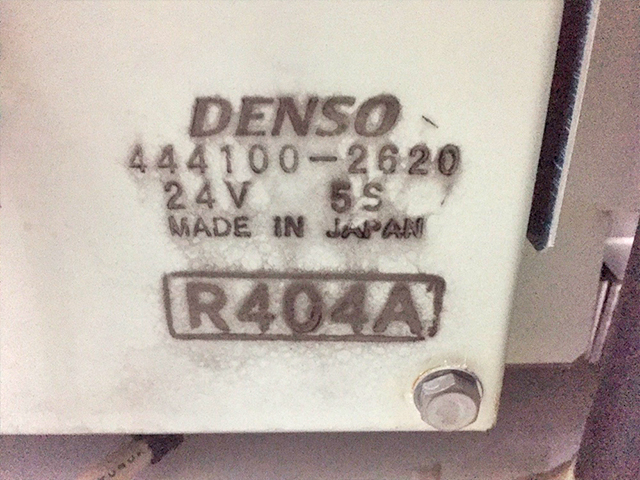 DENSO
444100-2620
24V 5S
MADE IN JAPAN
R404A